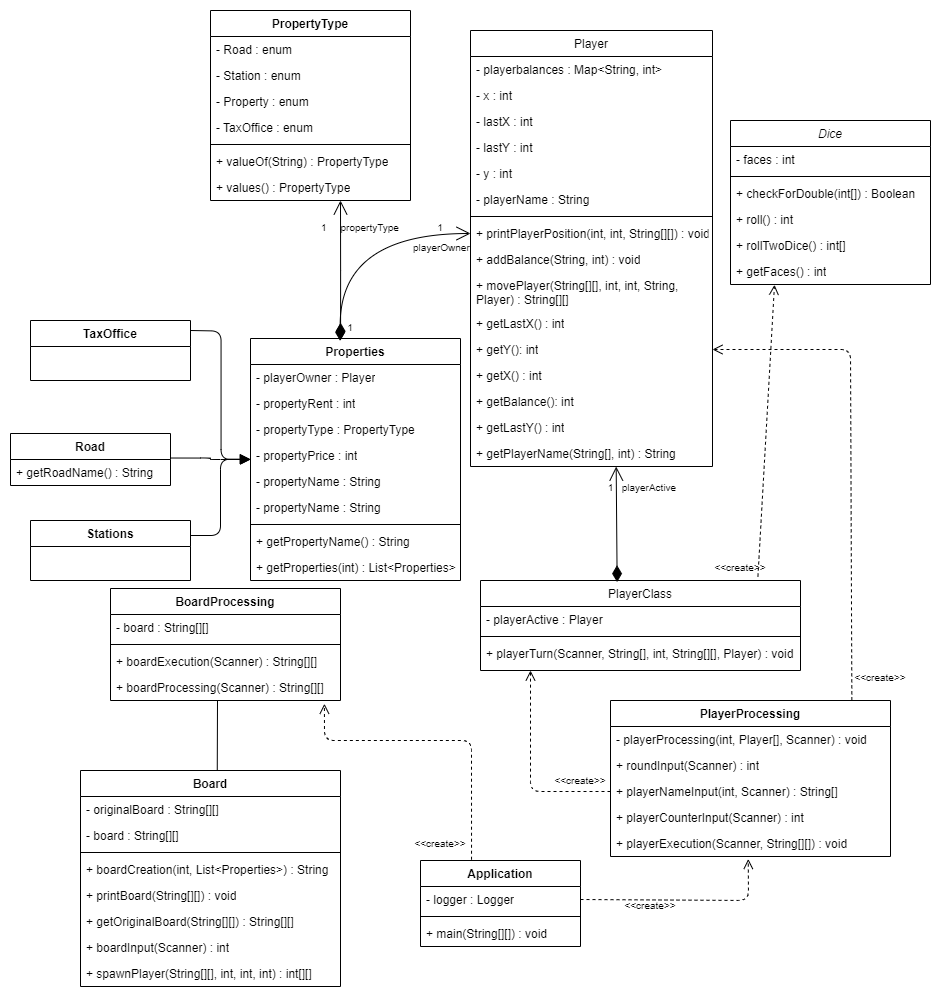 PropertyType
- Road : enum
- Station : enum
- Property : enum
- TaxOffice : enum
+ valueOf(String) : PropertyType
+ values() : PropertyType
Player
- playerbalances : Map<String, int>
- x : int
- lastX : int
- lastY : int
- y : int
- playerName : String
+ printPlayerPosition(int, int, String[][]) : void
+ addBalance(String, int) : void
+ movePlayer(String[][], int, int, String,
Player) : String[][]
+ getLastX() : int
+ getY(): int
+ getX() : int
+ getBalance(): int
+ getLastY() : int
+ getPlayerName(String[], int) : String
Dice
- faces : int
+ checkForDouble(int[]) : Boolean
+ roll() : int
+ rollTwoDice() : int[]
+ getFaces() : int
1
propertyType
1
playerOwner
1
TaxOffice
Road
+ getRoadName() : String
Stations
Properties
- playerOwner : Player
- propertyRent : int
- propertyType : PropertyType
- propertyPrice : int
- propertyName : String
- propertyName : String
+ getPropertyName() : String
+ getProperties(int) : List<Properties>
1
playerActive
<<create>>
PlayerClass
- playerActive : Player
+ playerTurn(Scanner, String[], int, String[][], Player) : void
<<create>>
BoardProcessing
- board : String[][]
+ boardExecution(Scanner) : String[][]
+ boardProcessing(Scanner) : String[][]
PlayerProcessing
- playerProcessing(int, Player[], Scanner) : void
+ roundInput(Scanner) : int
+ playerNameInput(int, Scanner) : String[]
+ playerCounterInput(Scanner) : int
+ playerExecution(Scanner, String[][]) : void
<<create>>
Board
- originalBoard : String[][]
- board : String[][]
+ boardCreation(int, List<Properties>) : String
+ printBoard(String[][]) : void
+ getOriginalBoard(String[][]) : String[][]
+ boardInput(Scanner) : int
+ spawnPlayer(String[][], int, int, int) : int[][]
<<create>>
Application
- logger : Logger
+ main(String[][]) : void
<<create>>